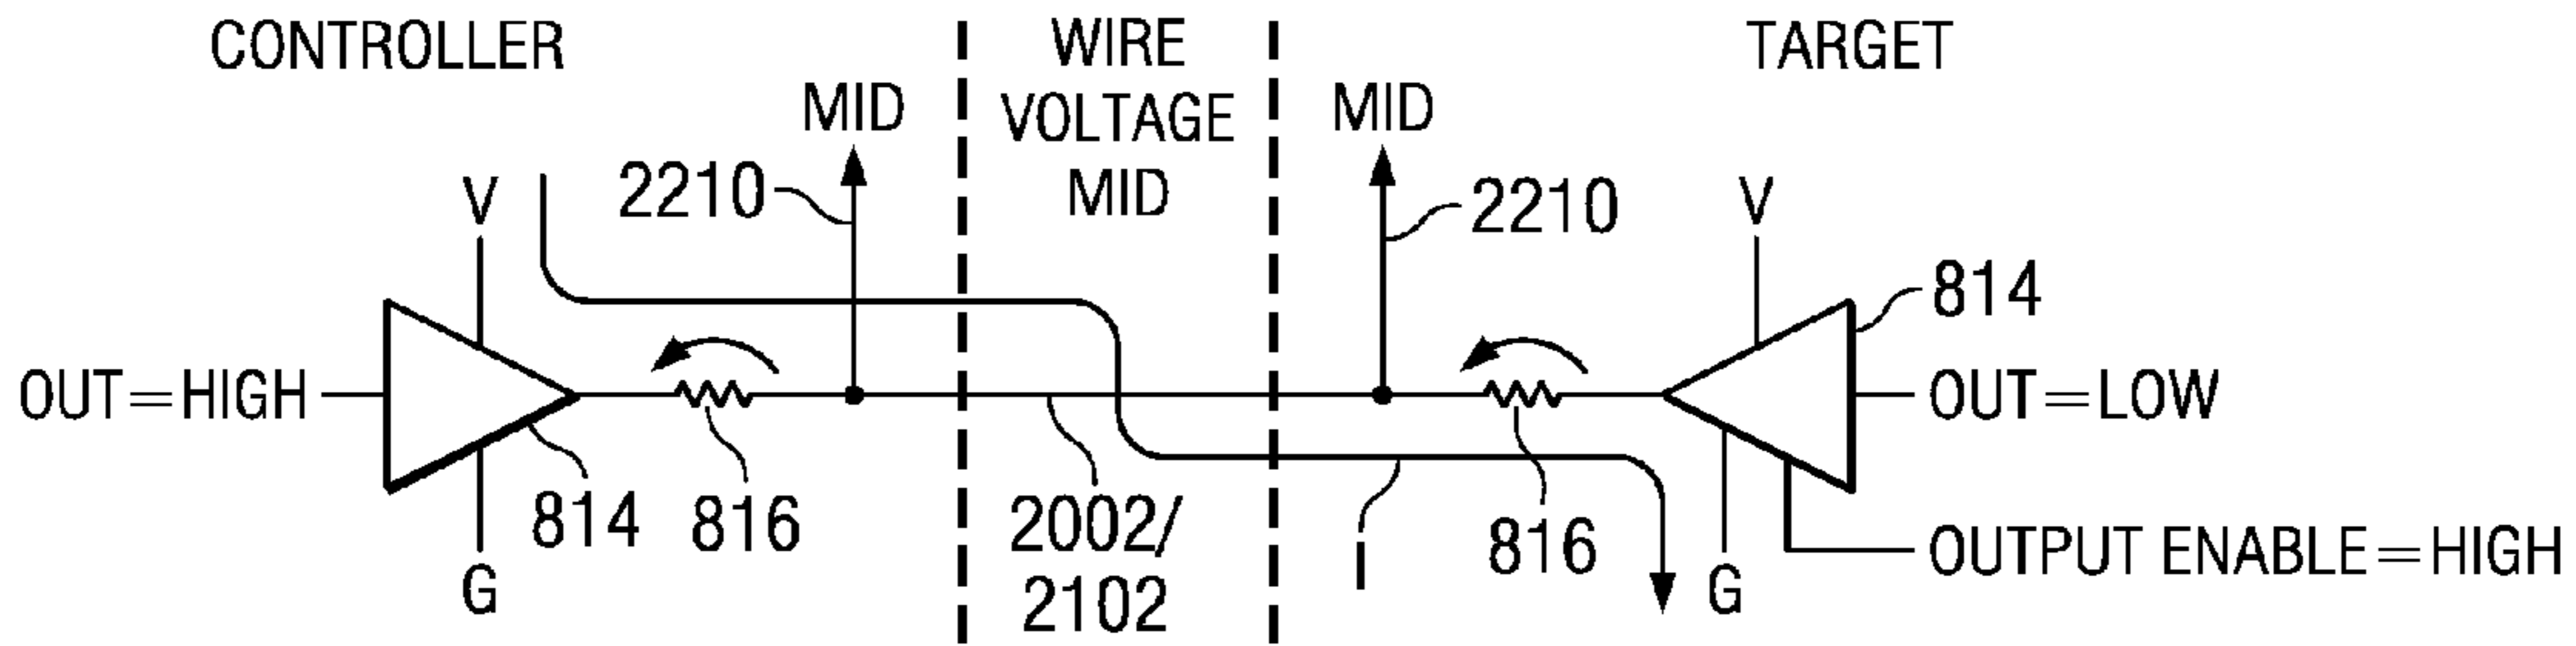 CONTROLLER
WIRE
VOLTAGE
MID
TARGET
MID
MID
2210
2210
V
V
814
OUT=HIGH
OUT=LOW
814
816
2002/
2102
I
816
OUTPUT ENABLE=HIGH
G
G